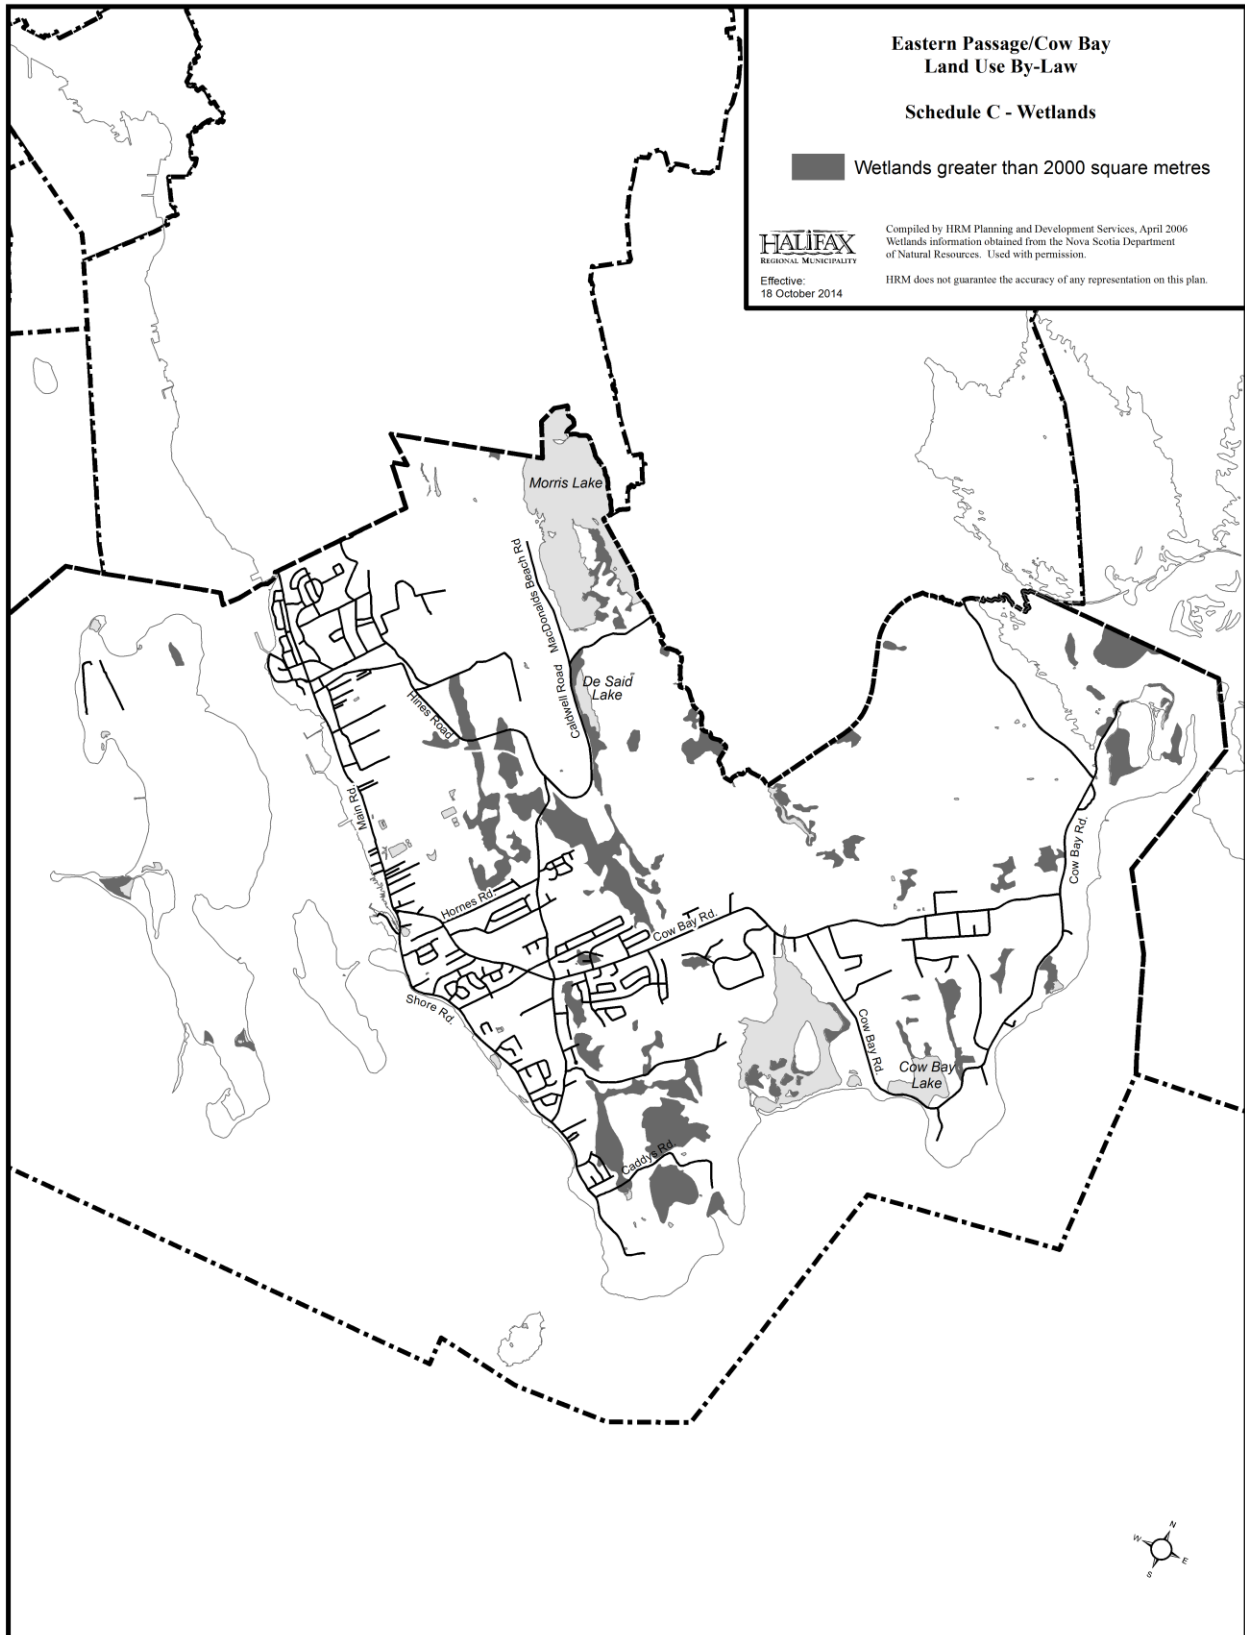 Eastern Passage/Cow Bay
Land Use By-Law
Schedule C - Wetlands
Wetlands greater than 2000 square metres
HALIFAX
REGIONAL MUNICIPALITY
Effective:
18 October 2014
Compiled by HRM Planning and Development Services, April 2006
Wetlands information obtained from the Nova Scotia Department
of Natural Resources. Used with permission.
HRM does not guarantee the accuracy of any representation on this plan.
Morris Lake
MacDonalds Beach Rd
Caldwell Road
De Said
Lake
Hines Road
Main Rd.
Cow Bay Rd.
Hornes Rd.
Cow Bay Rd.
Shore Rd.
Cow Bay Rd.
Cow Bay
Lake
Caddys Rd.
N
W
E
S